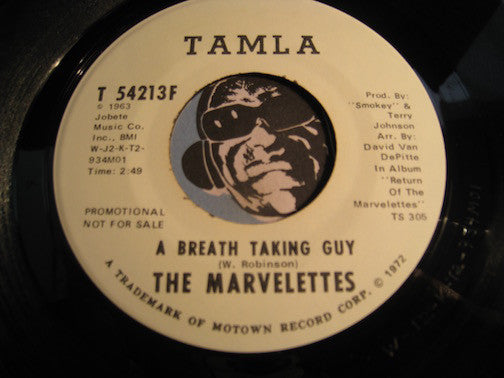 TAMLA
T 54213F
© 1963
Jobete
Music Co.
Inc., BMI
W-J2-K-T2-
934M01
Time: 2:49
Prod. By:
"Smokey" &
Terry
Johnson
Arr. By:
David Van
DePitte
In Album
"Return
Of The
Marvelettes"
TS 305
PROMOTIONAL
NOT FOR SALE
A BREATH TAKING GUY
(W. Robinson)
THE MARVELETTES
A TRADEMARK OF MOTOWN RECORD CORP. © 1972